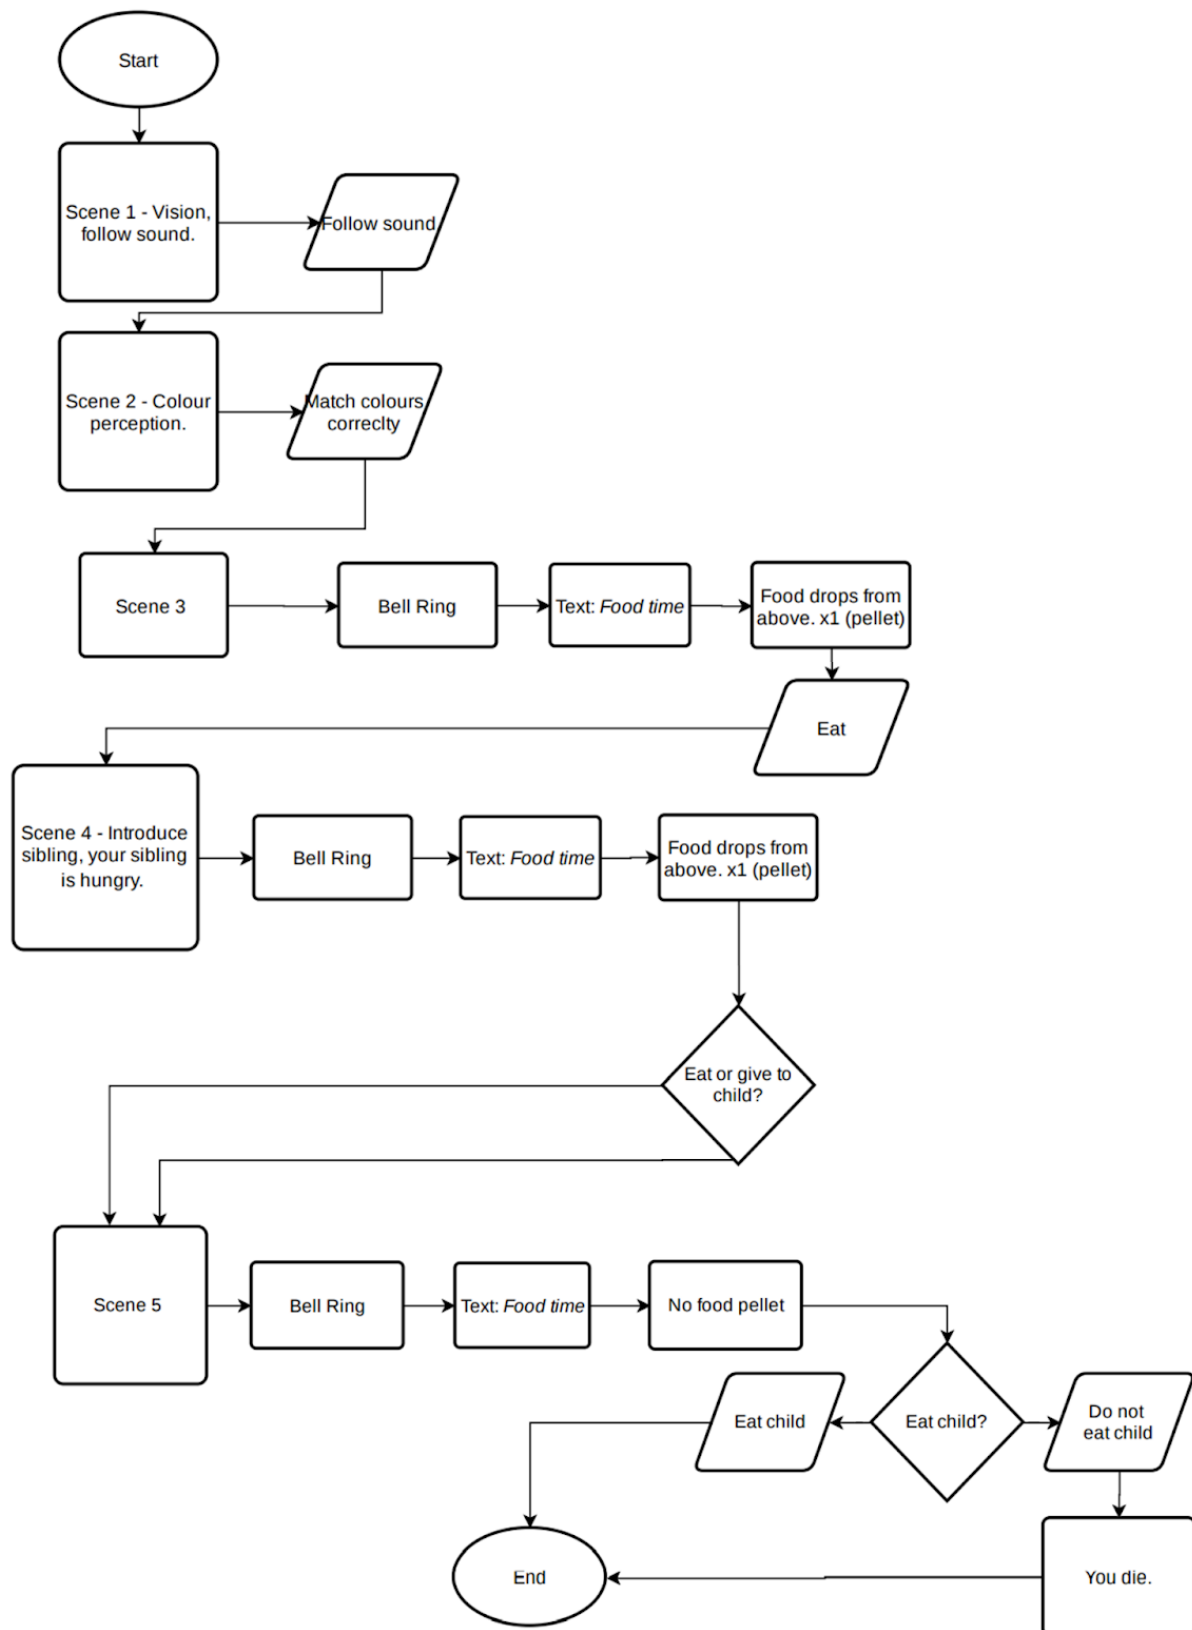 Start
Scene 1 - Vision,
follow sound.
Follow sound
Scene 2 - Colour
perception.
Match colours
correclty
Scene 3
Bell Ring
Text: Food time
Food drops from
above. x1 (pellet)
Eat
Scene 4 - Introduce
sibling, your sibling
is hungry.
Bell Ring
Text: Food time
Food drops from
above. x1 (pellet)
Eat or give to
child?
Scene 5
Bell Ring
Text: Food time
No food pellet
Eat child?
Eat child
Do not
eat child
You die.
End